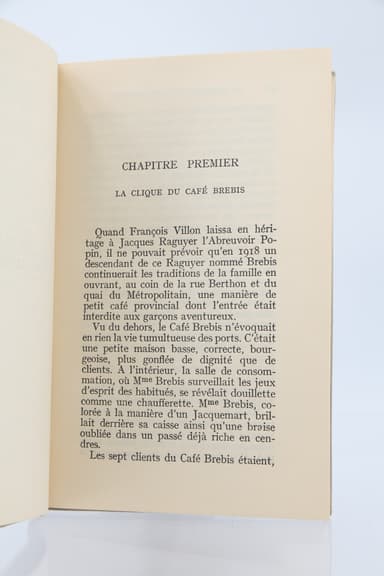 CHAPITRE PREMIER
LA CLIQUE DU CAFÉ BREBIS
Quand François Villon laissa en héri-
tage à Jacques Raguyer l'Abreuvoir Po-
pin, il ne pouvait prévoir qu'en 1918 un
descendant de ce Raguyer nommé Brebis
continuerait les traditions de la famille en
ouvrant, au coin de la rue Berthon et du
quai du Métropolitain, une manière de
petit café provincial dont l'entrée était
interdite aux garçons aventureux.
Vu du dehors, le Café Brebis n'évoquait
en rien la vie tumultueuse des ports. C'était
une petite maison basse, correcte, bour-
geoise, plus gonflée de dignité que de
clients. A l'intérieur, la salle de consom-
mation, où Mme Brebis surveillait les jeux
d'esprit des habitués, se révélait douillette
comme une chaufferette. Mme Brebis, co-
lorée à la manière d'un Jacquemart, bril-
lait derrière sa caisse ainsi qu'une braise
oubliée dans un passé déjà riche en cen-
dres.
Les sept clients du Café Brebis étaient,